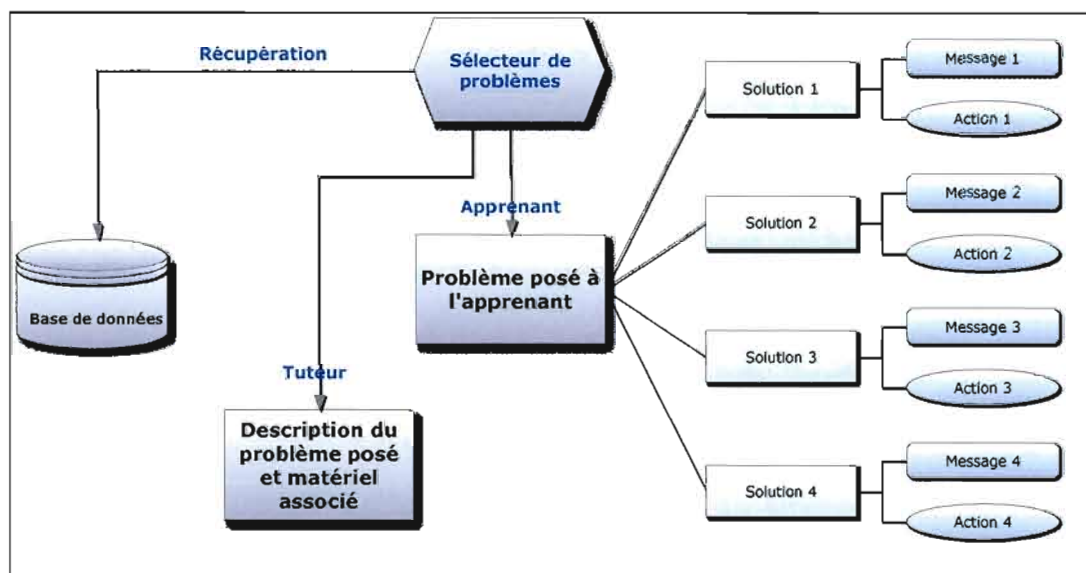 Récupération
Sélecteur de
problèmes
Apprenant
Tuteur
Base de données
Description du
problème posé
et matériel
associé
Problème posé à
l'apprenant
Solution 1
Message 1
Action 1
Solution 2
Message 2
Action 2
Solution 3
Message 3
Action 3
Solution 4
Message 4
Action 4